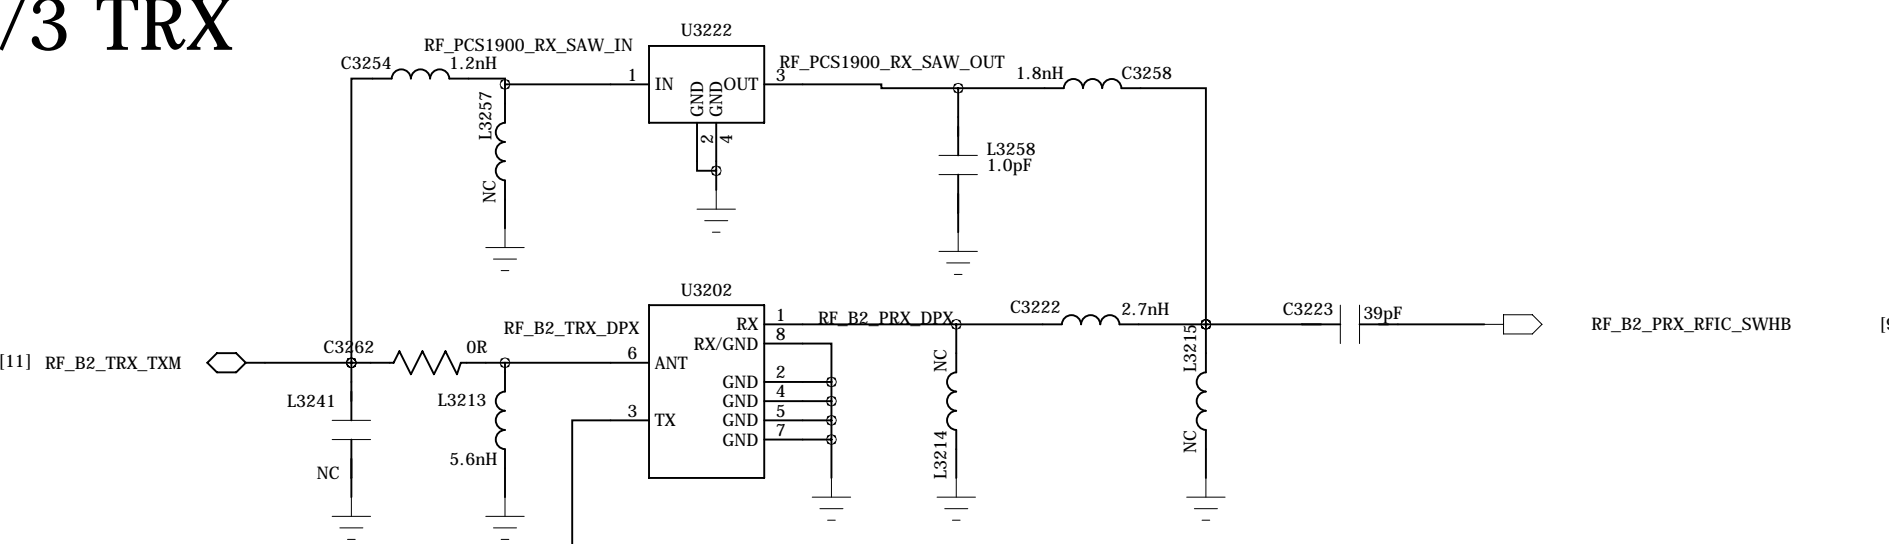 /3 TRX
U3222
RF_PCS1900_RX_SAW_IN
C3254
1.2nH
1
IN
OUT
GND
GND
2
4
3
RF_PCS1900_RX_SAW_OUT
1.8nH
C3258
L3257
NC
L3258
1.0pF
U3202
RF_B2_TRX_DPX
RX
1
RF_B2_PRX_DPX
C3222
2.7nH
C3223
39pF
RF_B2_PRX_RFIC_SWHB
RX/GND
8
[11] RF_B2_TRX_TXM
C3262
0R
6
ANT
GND
2
GND
4
GND
5
GND
7
3
TX
L3241
NC
L3213
5.6nH
NC
L3214
L3215
NC